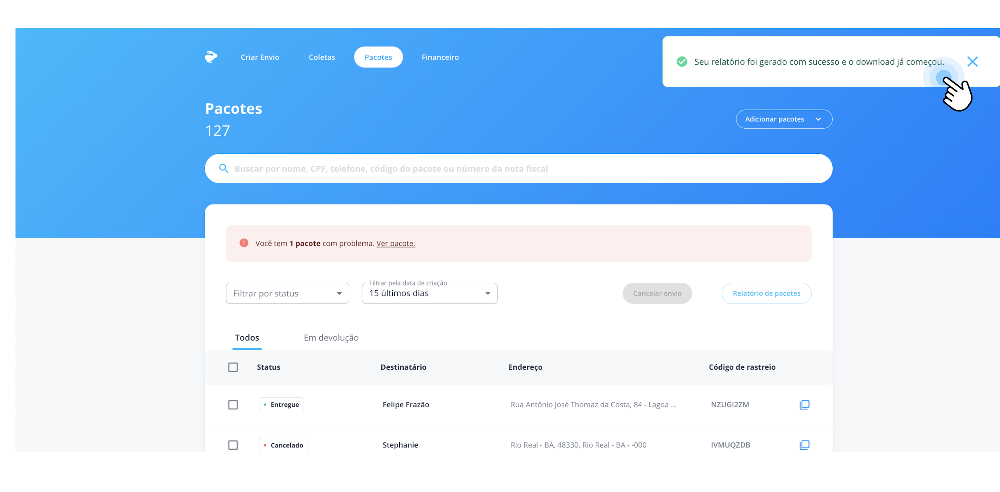 Criar Envio
Coletas
Pacotes
Financeiro
Seu relatório foi gerado com sucesso e o download já começou.
Pacotes
127
Adicionar pacotes
Buscar por nome, CPF, telefone, código do pacote ou número da nota fiscal
Você tem 1 pacote com problema. Ver pacote.
Filtrar por status
Filtrar pela data de criação
15 últimos dias
Cancelar envio
Relatório de pacotes
Todos
Em devolução
Status
Destinatário
Endereço
Código de rastreio
Entregue
Felipe Frazão
Rua Antônio José Thomaz da Costa, 84 - Lagoa ...
NZUGI2ZM
Cancelado
Stephanie
Rio Real - BA, 48330, Rio Real - BA - -000
IVMUQZDB